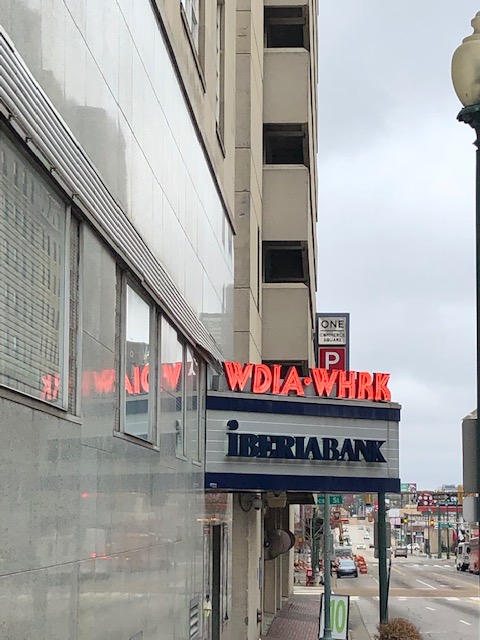 ONE
COMMERCE
SQUARE
P
WDIA·WHRK
IBERIABANK
10